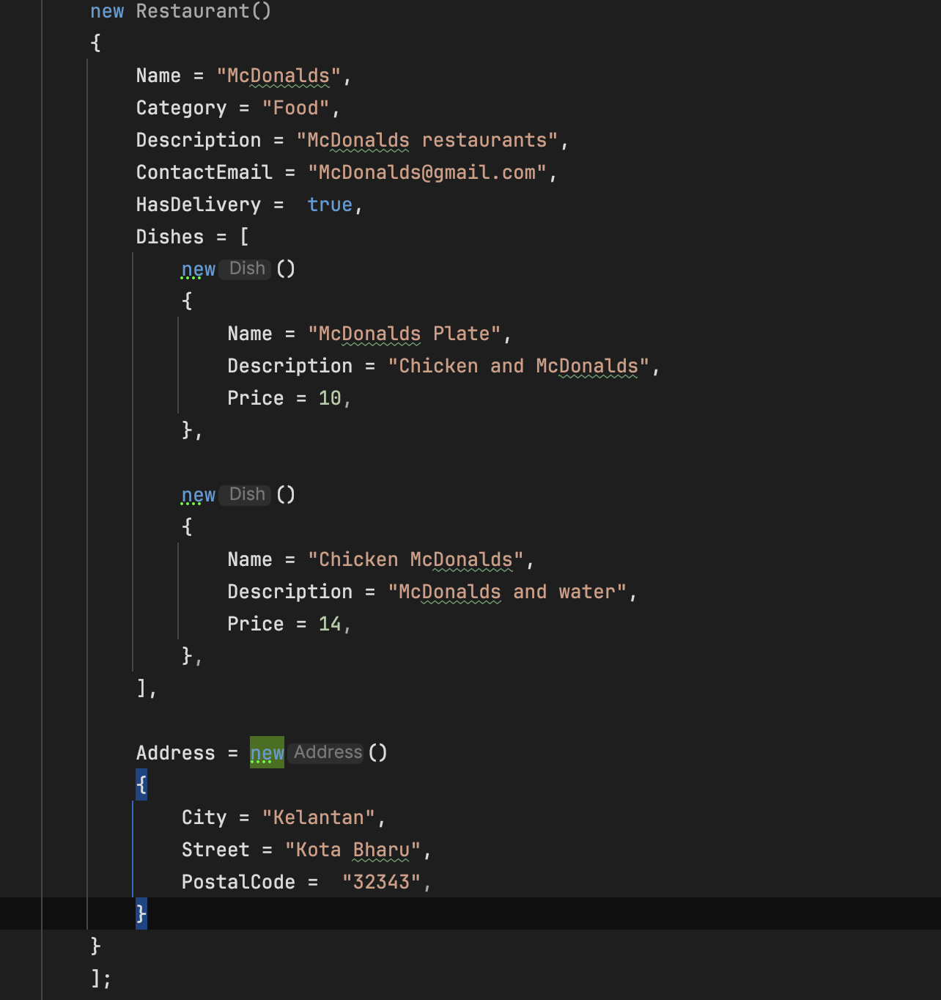 new Restaurant()
{
Name = "McDonalds",
Category = "Food",
Description = "McDonalds restaurants",
ContactEmail = "McDonalds@gmail.com",
HasDelivery =  true,
Dishes = [
new Dish ()
{
Name = "McDonalds Plate",
Description = "Chicken and McDonalds",
Price = 10,
},
new Dish ()
{
Name = "Chicken McDonalds",
Description = "McDonalds and water",
Price = 14,
},
],
Address = new Address ()
{
City = "Kelantan",
Street = "Kota Bharu",
PostalCode =  "32343",
}
}
];